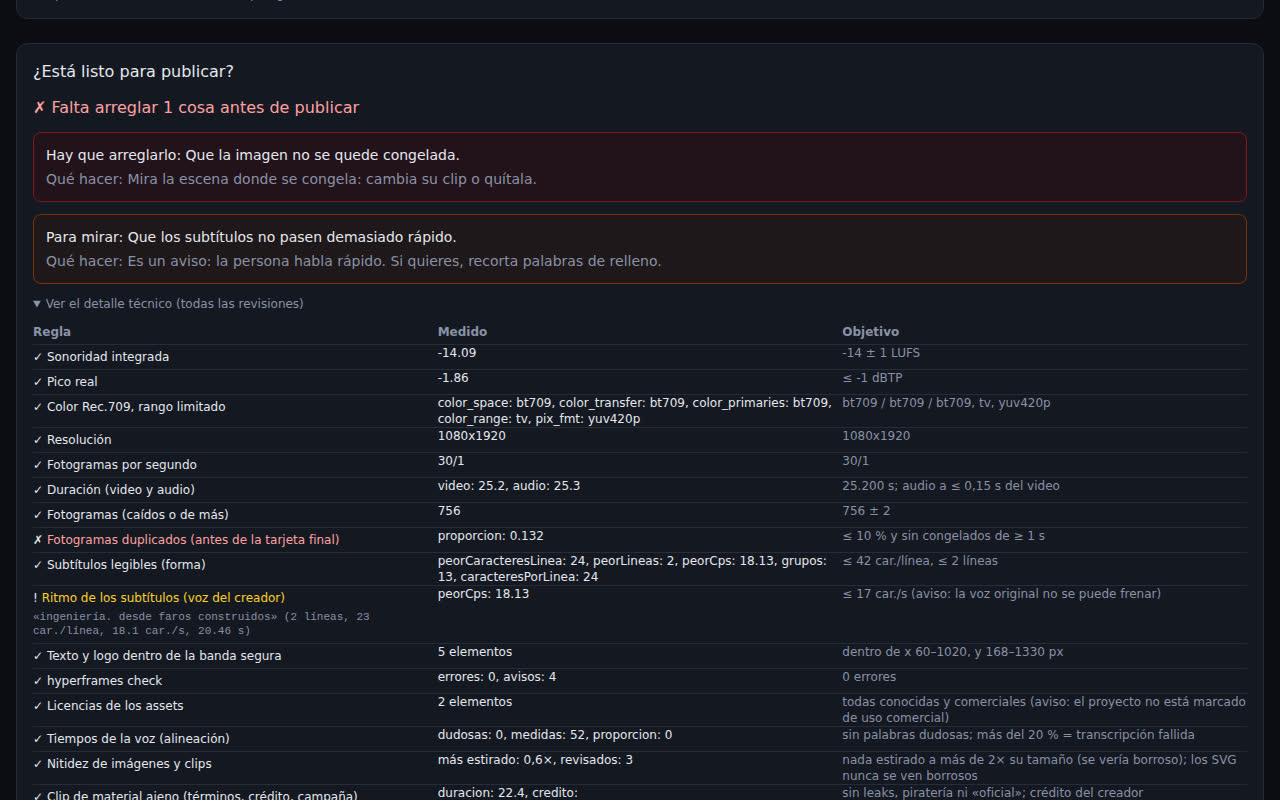 ¿Está listo para publicar?
✗ Falta arreglar 1 cosa antes de publicar
Hay que arreglarlo: Que la imagen no se quede congelada.
Qué hacer: Mira la escena donde se congela: cambia su clip o quítala.
Para mirar: Que los subtítulos no pasen demasiado rápido.
Qué hacer: Es un aviso: la persona habla rápido. Si quieres, recorta palabras de relleno.
▼ Ver el detalle técnico (todas las revisiones)
Regla Medido Objetivo
✓ Sonoridad integrada -14.09 -14 ± 1 LUFS
✓ Pico real -1.86 ≤ -1 dBTP
✓ Color Rec.709, rango limitado color_space: bt709, color_transfer: bt709, color_primaries: bt709, bt709 / bt709 / bt709, tv, yuv420p
color_range: tv, pix_fmt: yuv420p
✓ Resolución 1080x1920 1080x1920
✓ Fotogramas por segundo 30/1 30/1
✓ Duración (video y audio) video: 25.2, audio: 25.3 25.200 s; audio a ≤ 0,15 s del video
✓ Fotogramas (caídos o de más) 756 756 ± 2
✗ Fotogramas duplicados (antes de la tarjeta final) proporcion: 0.132 ≤ 10 % y sin congelados de ≥ 1 s
✓ Subtítulos legibles (forma) peorCaracteresLinea: 24, peorLineas: 2, peorCps: 18.13, grupos: ≤ 42 car./línea, ≤ 2 líneas
13, caracteresPorLinea: 24
! Ritmo de los subtítulos (voz del creador) peorCps: 18.13 ≤ 17 car./s (aviso: la voz original no se puede frenar)
«ingeniería. desde faros construidos» (2 líneas, 23
car./línea, 18.1 car./s, 20.46 s)
✓ Texto y logo dentro de la banda segura 5 elementos dentro de x 60–1020, y 168–1330 px
✓ hyperframes check errores: 0, avisos: 4 0 errores
✓ Licencias de los assets 2 elementos todas conocidas y comerciales (aviso: el proyecto no está marcado
de uso comercial)
✓ Tiempos de la voz (alineación) dudosas: 0, medidas: 52, proporcion: 0 sin palabras dudosas; más del 20 % = transcripción fallida
✓ Nitidez de imágenes y clips más estirado: 0,6×, revisados: 3 nada estirado a más de 2× su tamaño (se vería borroso); los SVG
nunca se ven borrosos
✓ Clip de material ajeno (términos, crédito, campaña) duracion: 22.4, credito: sin leaks, piratería ni «oficial»; crédito del creador